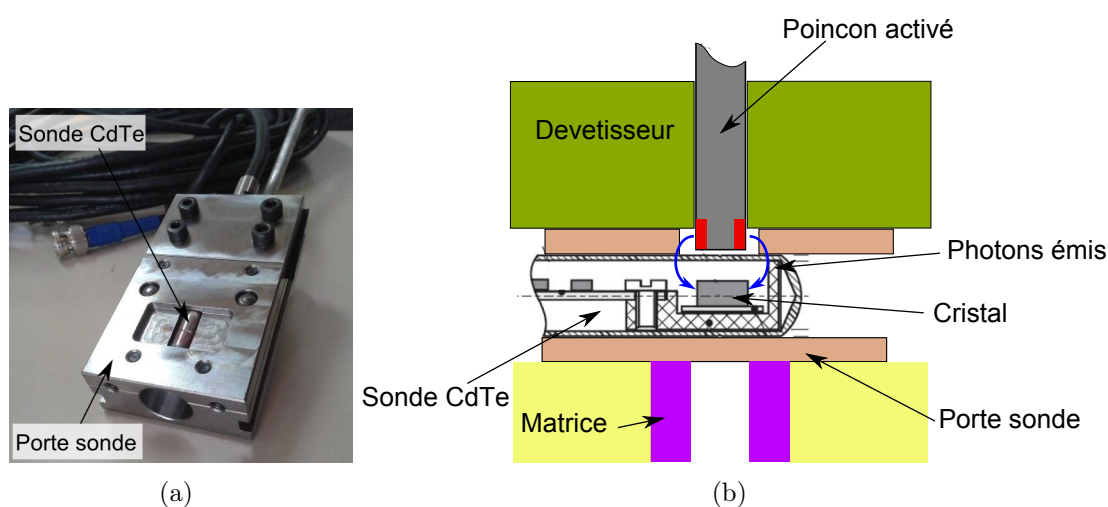 Sonde CdTe
Porte sonde
(a)
Poincon activé
Devetisseur
Photons émis
Cristal
Sonde CdTe
Matrice
Porte sonde
(b)